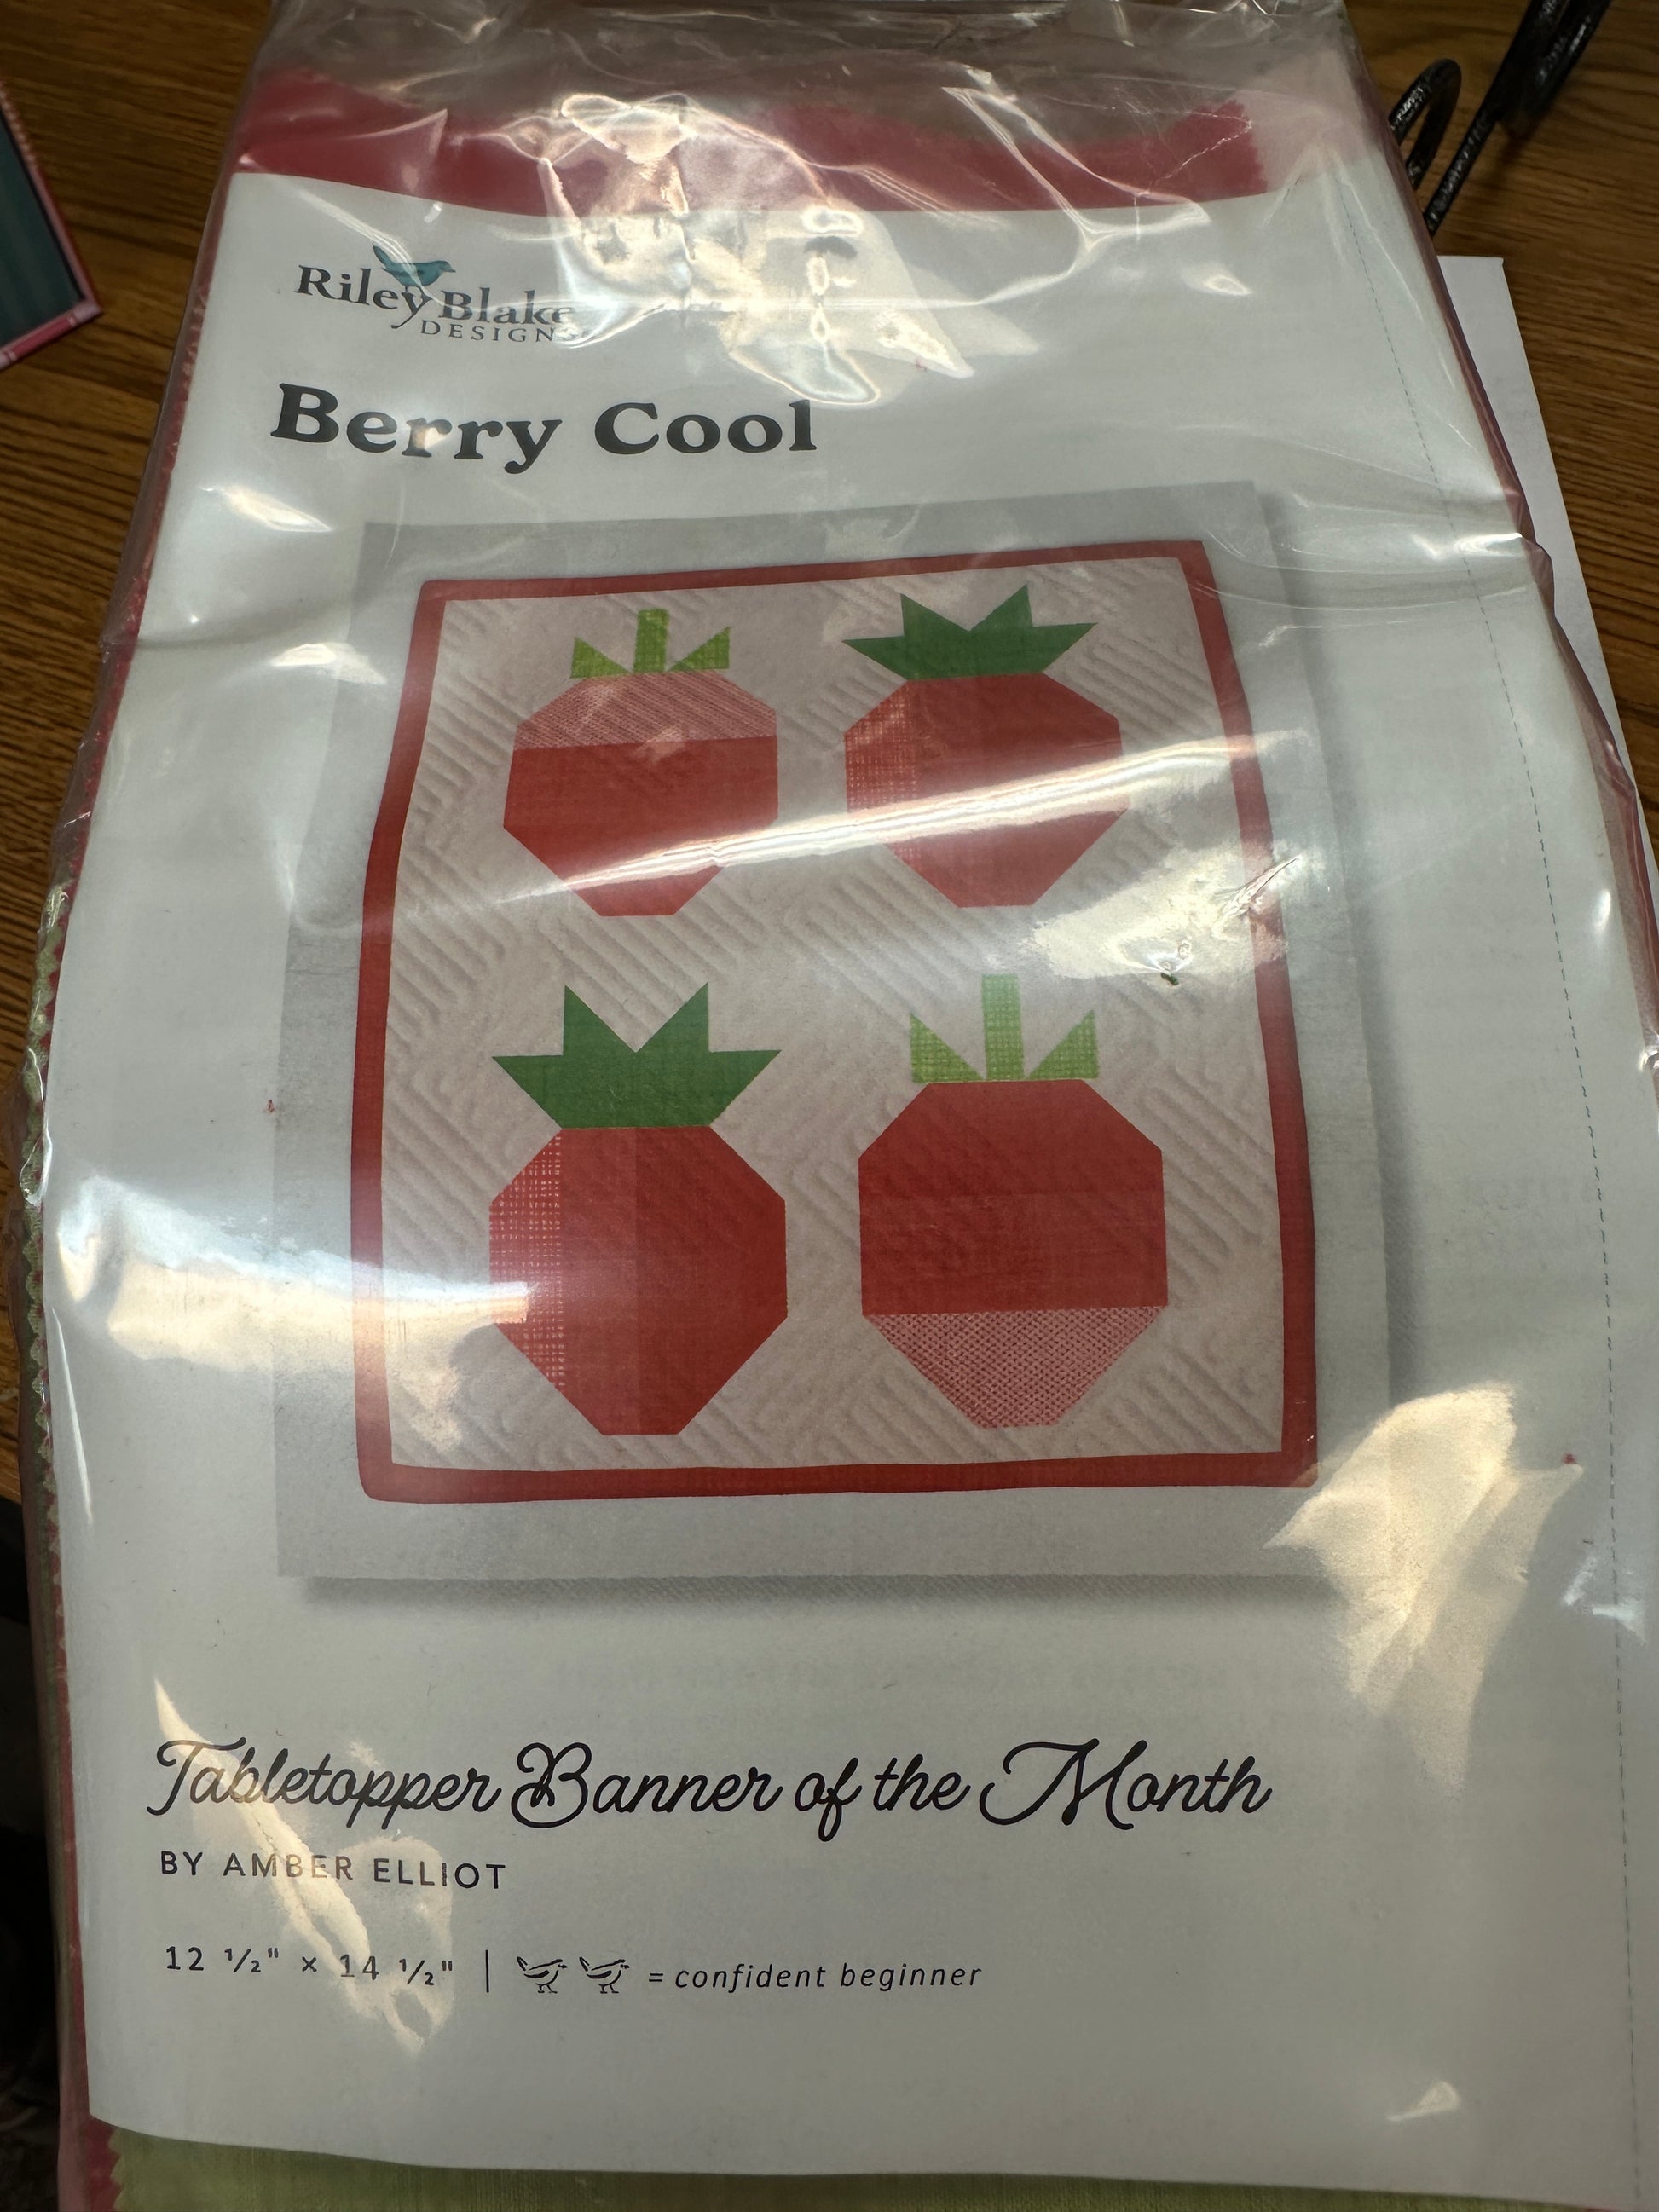 Riley Blake
DESIGNS
Berry Cool
Tabletopper Banner of the Month
BY AMBER ELLIOT
12 ½" × 14 ½" | = confident beginner